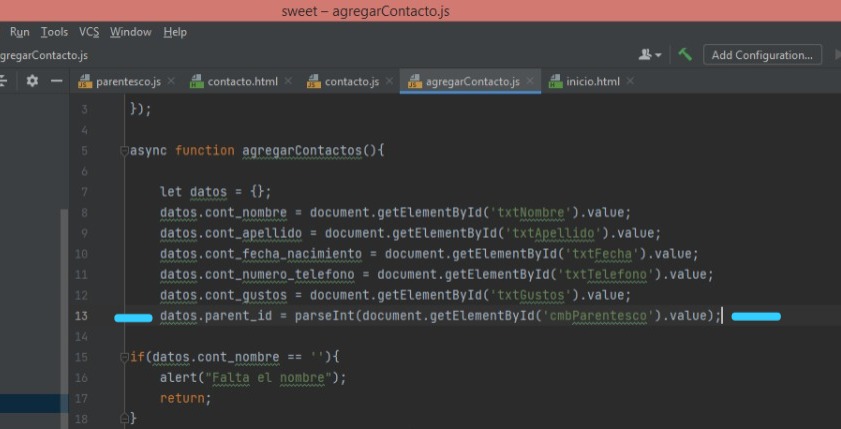 sweet – agregarContacto.js
Run Tools VCS Window Help
gregarContacto.js
Add Configuration...
parentesco.js contacto.html contacto.js agregarContacto.js inicio.html
3 });
4
5 async function agregarContactos(){
6
7 let datos = {};
8 datos.cont_nombre = document.getElementById('txtNombre').value;
9 datos.cont_apellido = document.getElementById('txtApellido').value;
10 datos.cont_fecha_nacimiento = document.getElementById('txtFecha').value;
11 datos.cont_numero_telefono = document.getElementById('txtTelefono').value;
12 datos.cont_gustos = document.getElementById('txtGustos').value;
13 datos.parent_id = parseInt(document.getElementById('cmbParentesco').value);
14
15 if(datos.cont_nombre == ''){
16 alert("Falta el nombre");
17 return;
18 }